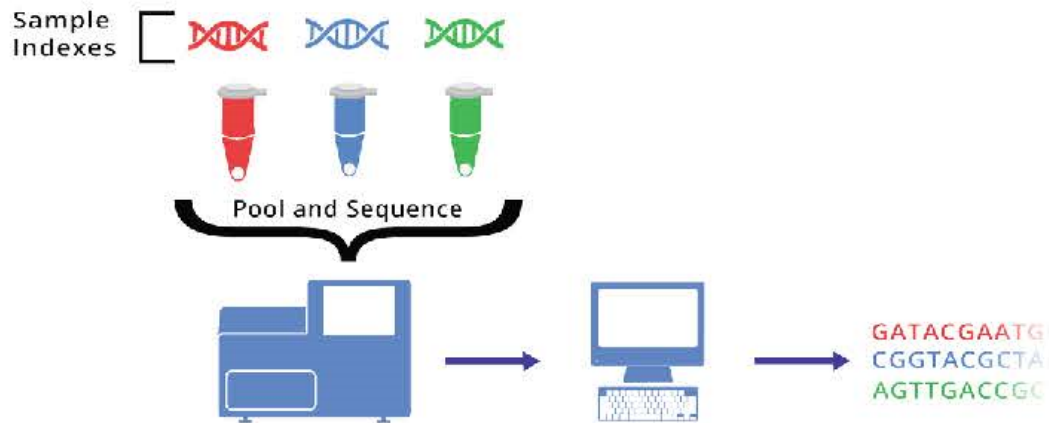 Sample
Indexes
Pool and Sequence
GATACGAATG
CGGTACGCTA
AGTTGACCGC